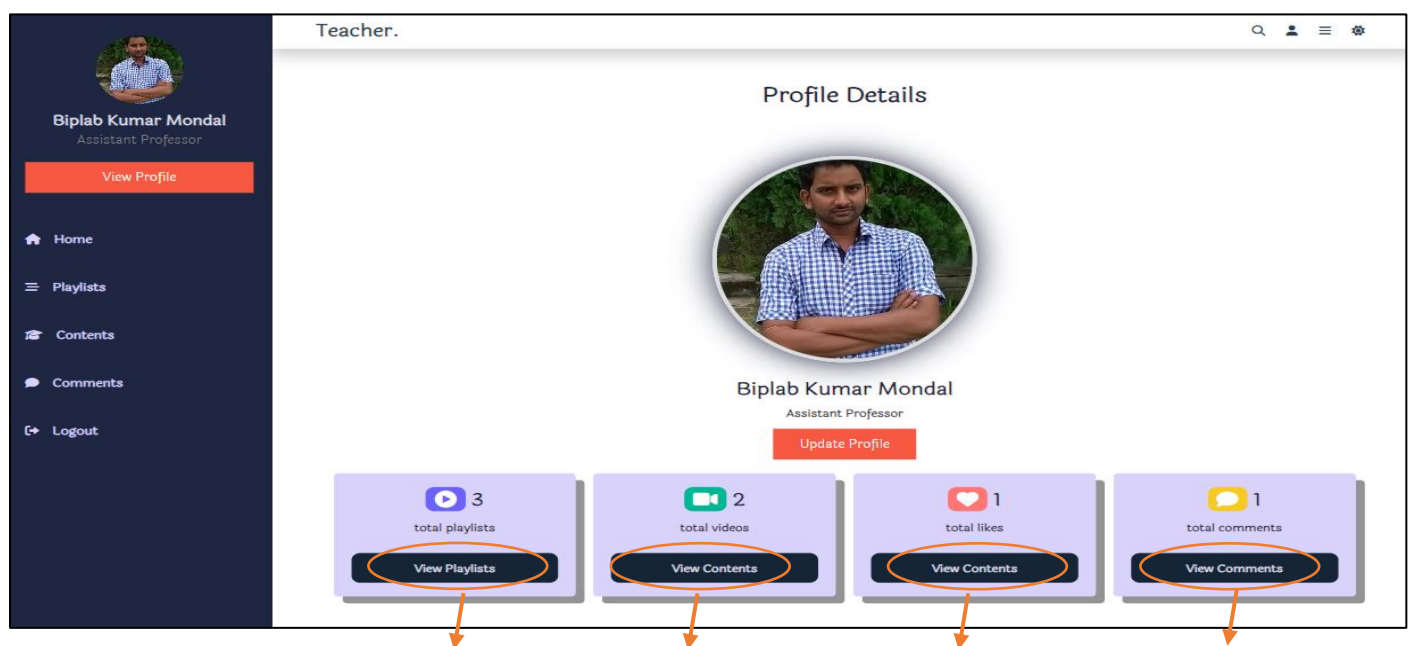 Teacher.
Biplab Kumar Mondal
Assistant Professor
View Profile
Home
Playlists
Contents
Comments
Logout
Profile Details
Biplab Kumar Mondal
Assistant Professor
Update Profile
3
total playlists
View Playlists
2
total videos
View Contents
1
total likes
View Contents
1
total comments
View Comments